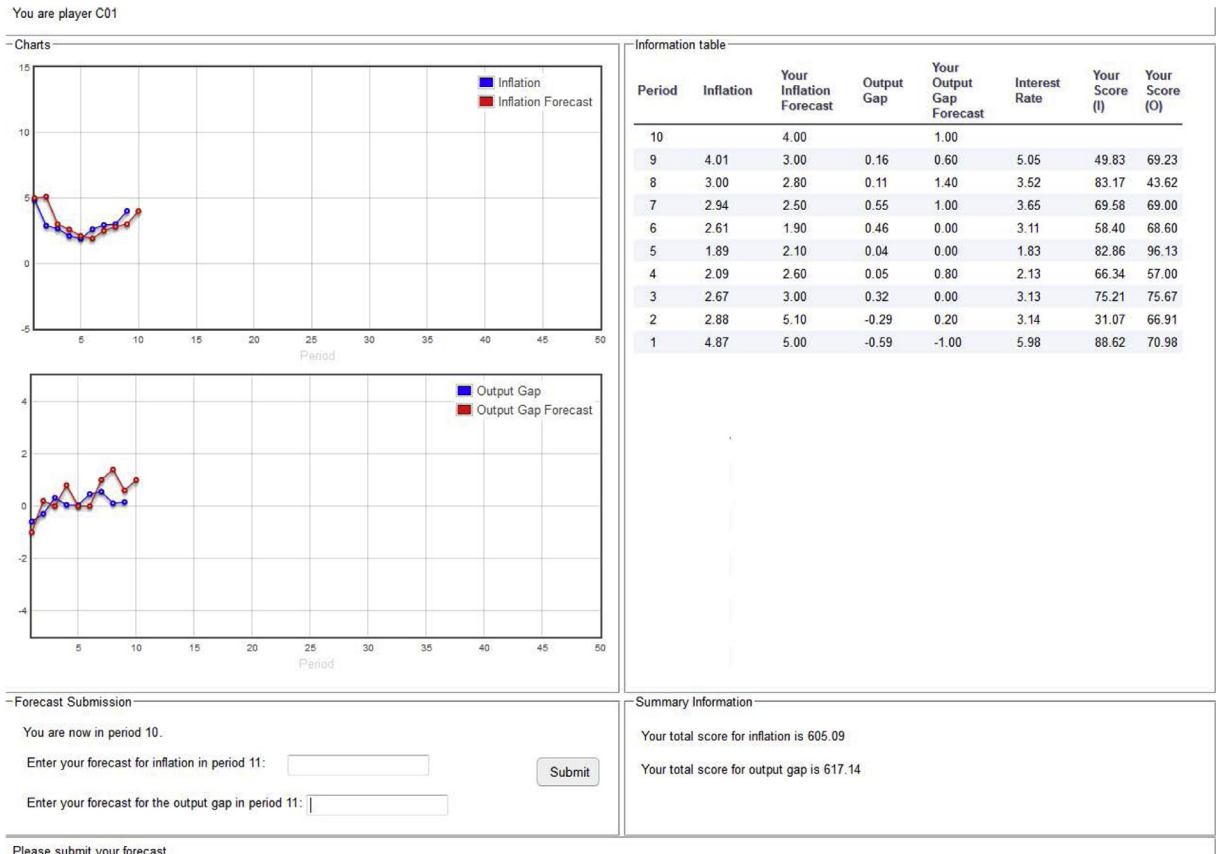 You are player C01
Charts
15
Inflation
Inflation Forecast
10
5
0
-5
5 10 15 20 25 30 35 40 45 50
Period
4
Output Gap
Output Gap Forecast
2
0
-2
-4
5 10 15 20 25 30 35 40 45 50
Period
Information table
Period Inflation Your Inflation Forecast Output Gap Your Output Gap Forecast Interest Rate Your Score (I) Your Score (O)
10 4.00 1.00
9 4.01 3.00 0.16 0.60 5.05 49.83 69.23
8 3.00 2.80 0.11 1.40 3.52 83.17 43.62
7 2.94 2.50 0.55 1.00 3.65 69.58 69.00
6 2.61 1.90 0.46 0.00 3.11 58.40 68.60
5 1.89 2.10 0.04 0.00 1.83 82.86 96.13
4 2.09 2.60 0.05 0.80 2.13 66.34 57.00
3 2.67 3.00 0.32 0.00 3.13 75.21 75.67
2 2.88 5.10 -0.29 0.20 3.14 31.07 66.91
1 4.87 5.00 -0.59 -1.00 5.98 88.62 70.98
Forecast Submission
You are now in period 10.
Enter your forecast for inflation in period 11:
Submit
Enter your forecast for the output gap in period 11:
Summary Information
Your total score for inflation is 605.09
Your total score for output gap is 617.14
Please submit your forecast